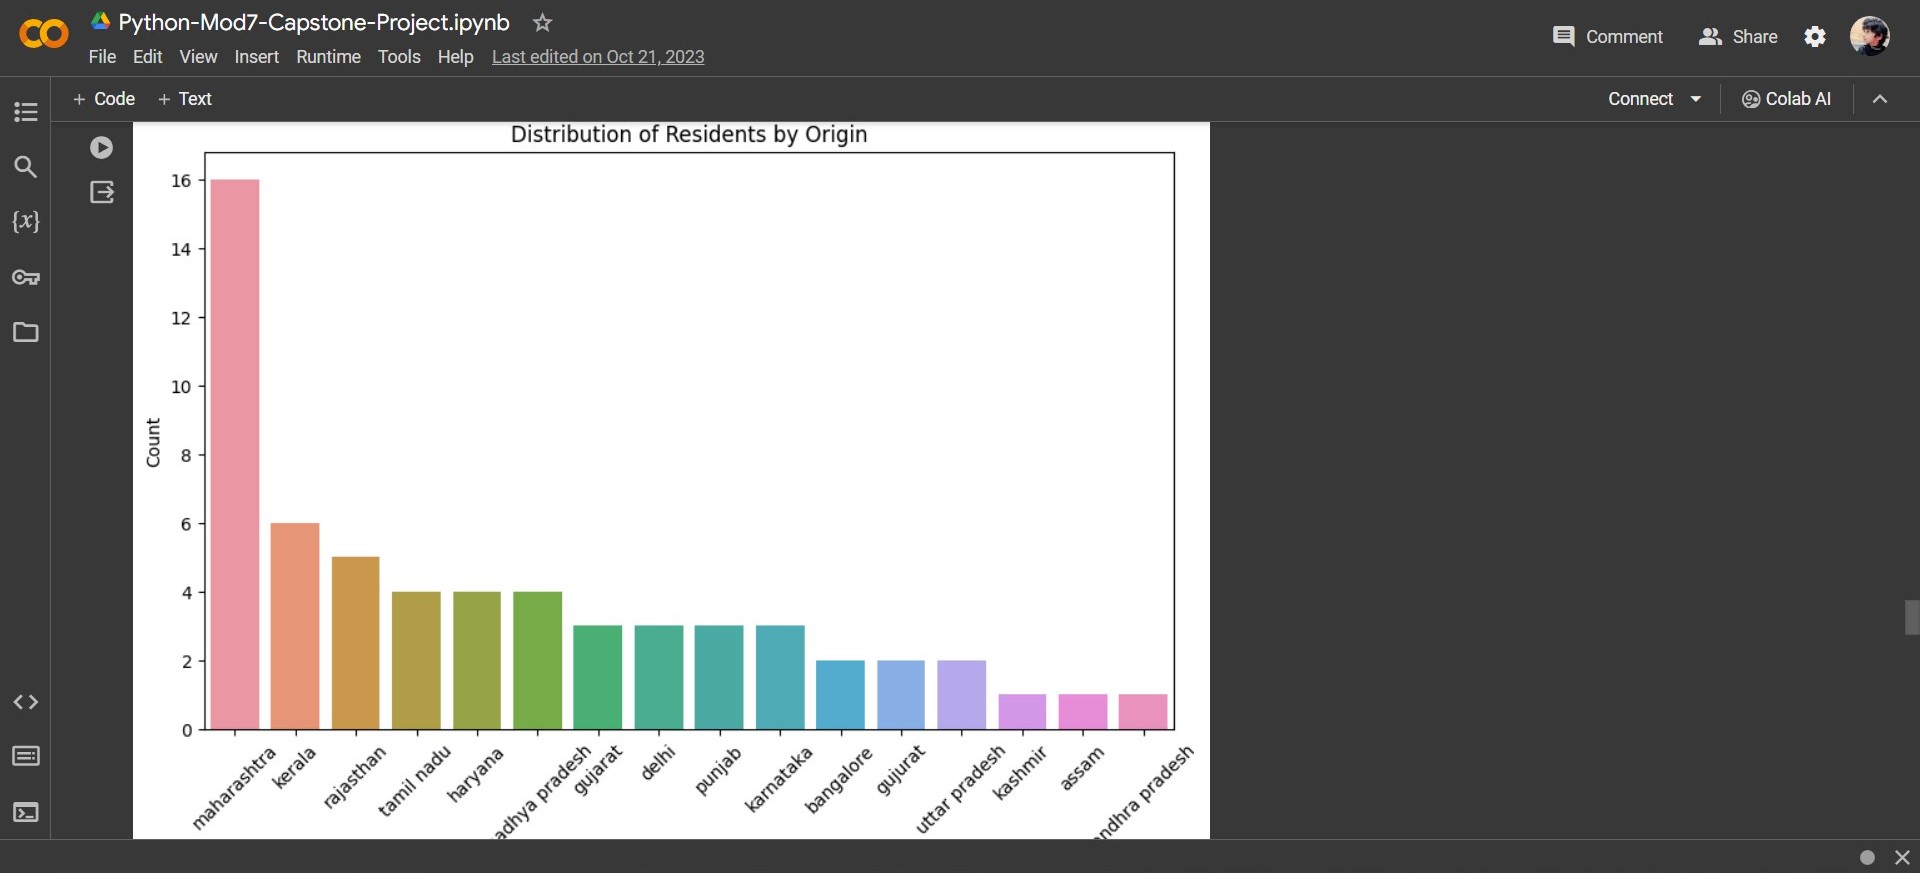 Python-Mod7-Capstone-Project.ipynb
Comment
Share
File Edit View Insert Runtime Tools Help Last edited on Oct 21, 2023
+ Code + Text
Connect
Colab AI
Distribution of Residents by Origin
{x}
16
14
12
10
8
6
4
2
0
Count
maharashtra
kerala
rajasthan
tamil nadu
haryana
adhya pradesh
gujarat
delhi
punjab
karnataka
bangalore
gujurat
uttar pradesh
kashmir
assam
ndhra pradesh